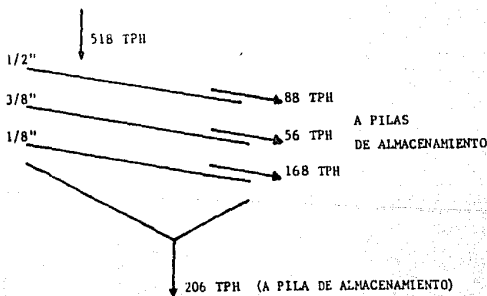 518 TPH
1/2"
88 TPH
3/8"
56 TPH
A PILAS
DE ALMACENAMIENTO
1/8"
168 TPH
206 TPH (A PILA DE ALMACENAMIENTO)